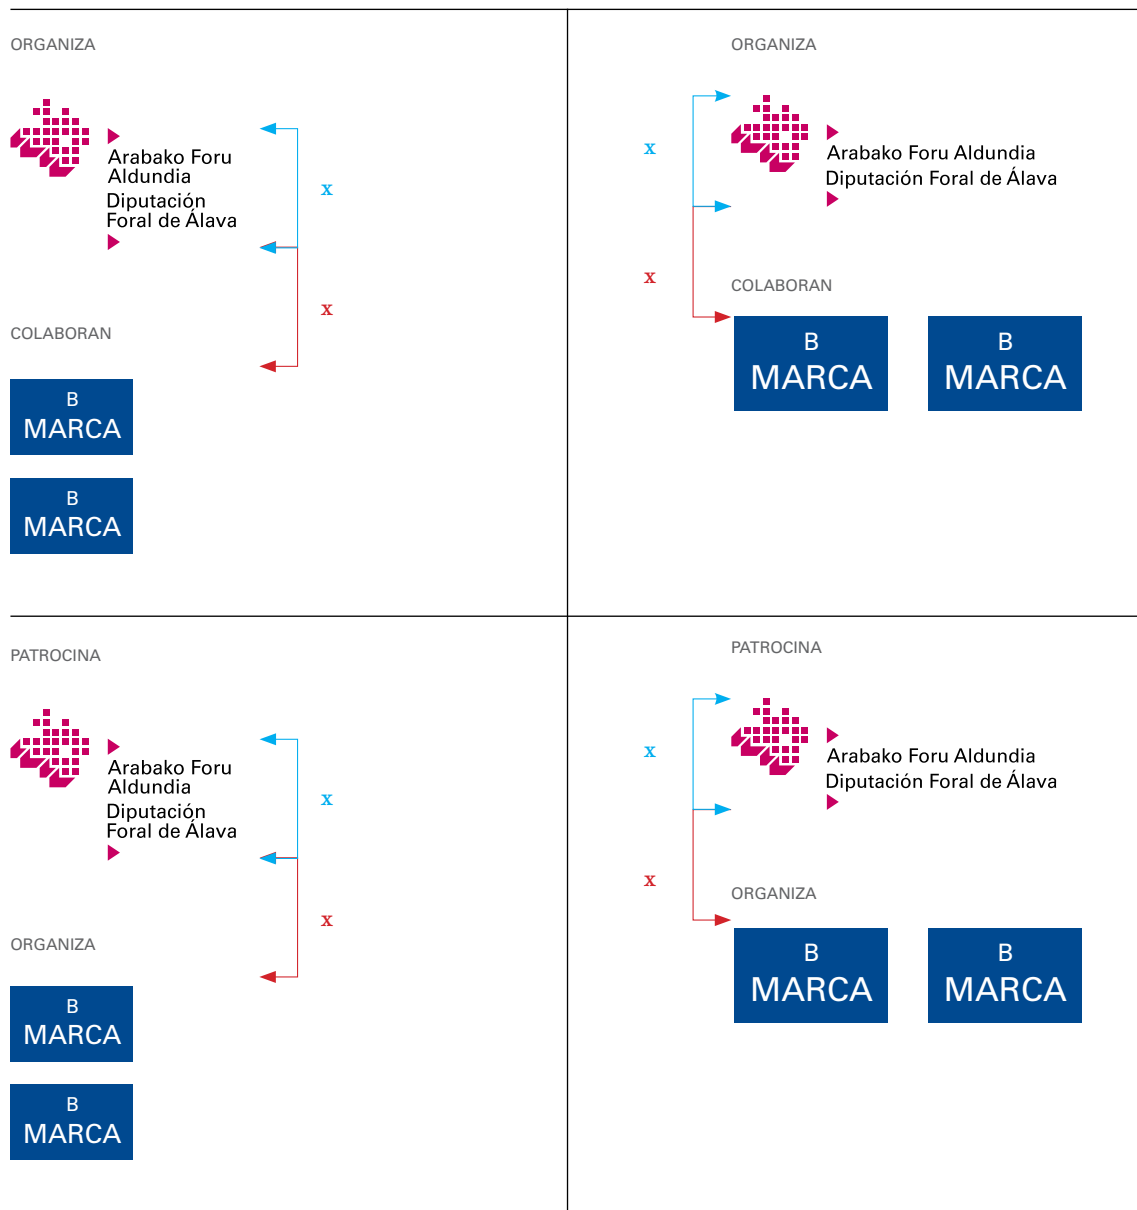 ORGANIZA
Arabako Foru
Aldundia
Diputación
Foral de Álava
x
x
COLABORAN
B
MARCA
B
MARCA
ORGANIZA
x
Arabako Foru Aldundia
Diputación Foral de Álava
x
COLABORAN
B
MARCA
B
MARCA
PATROCINA
Arabako Foru
Aldundia
Diputación
Foral de Álava
x
x
ORGANIZA
B
MARCA
B
MARCA
PATROCINA
x
Arabako Foru Aldundia
Diputación Foral de Álava
x
ORGANIZA
B
MARCA
B
MARCA